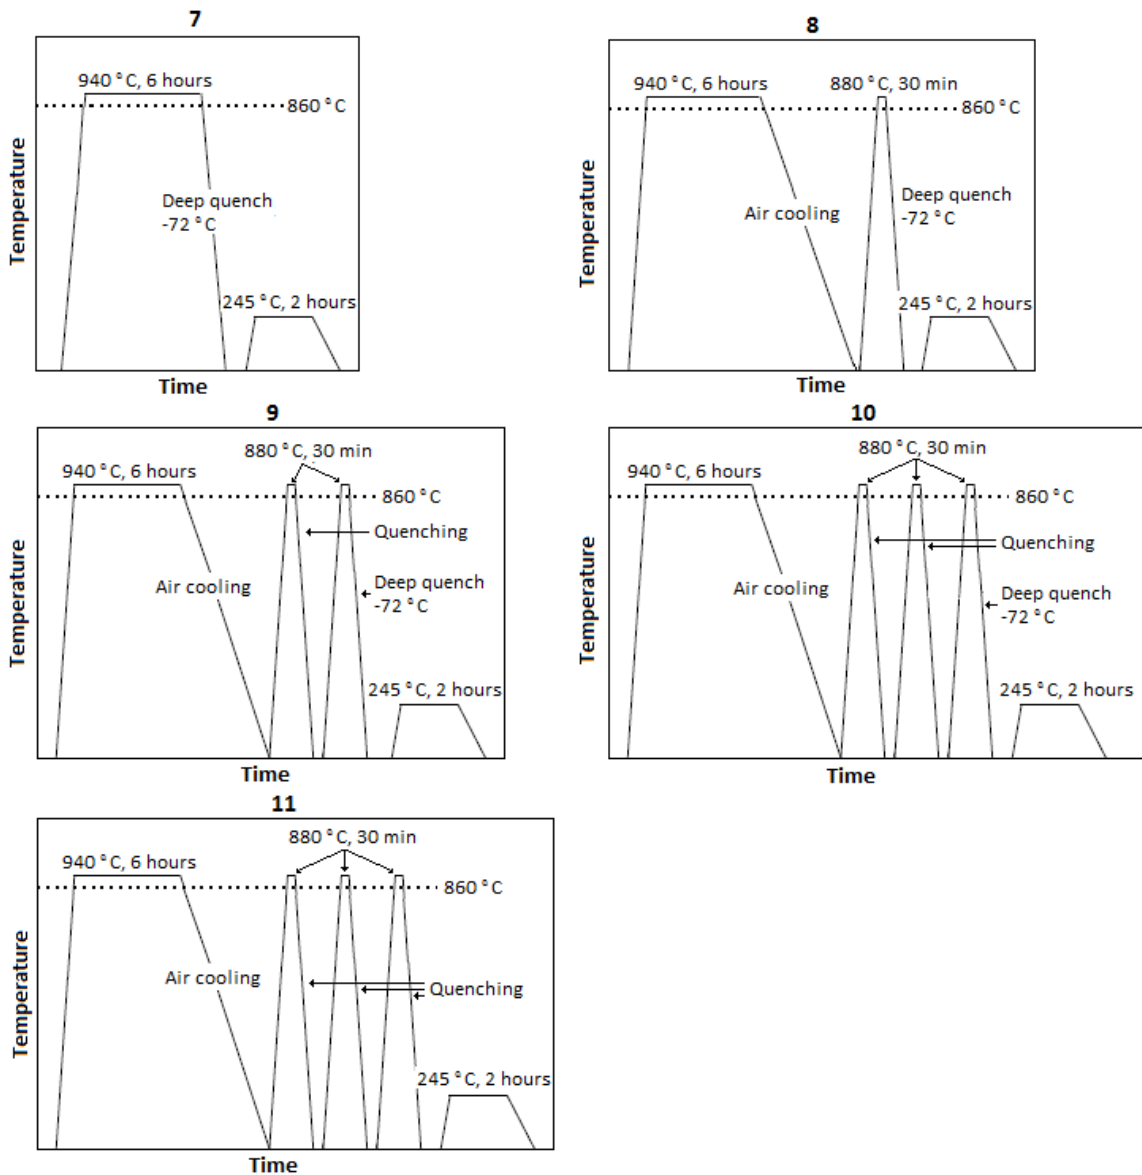 7
940 °C, 6 hours
860 °C
Deep quench
-72 °C
245 °C, 2 hours
Temperature
Time
8
940 °C, 6 hours
880 °C, 30 min
860 °C
Air cooling
Deep quench
-72 °C
245 °C, 2 hours
Temperature
Time
9
880 °C, 30 min
940 °C, 6 hours
860 °C
Quenching
Air cooling
Deep quench
-72 °C
245 °C, 2 hours
Temperature
Time
10
880 °C, 30 min
940 °C, 6 hours
860 °C
Quenching
Air cooling
Deep quench
-72 °C
245 °C, 2 hours
Temperature
Time
11
880 °C, 30 min
940 °C, 6 hours
860 °C
Air cooling
Quenching
245 °C, 2 hours
Temperature
Time